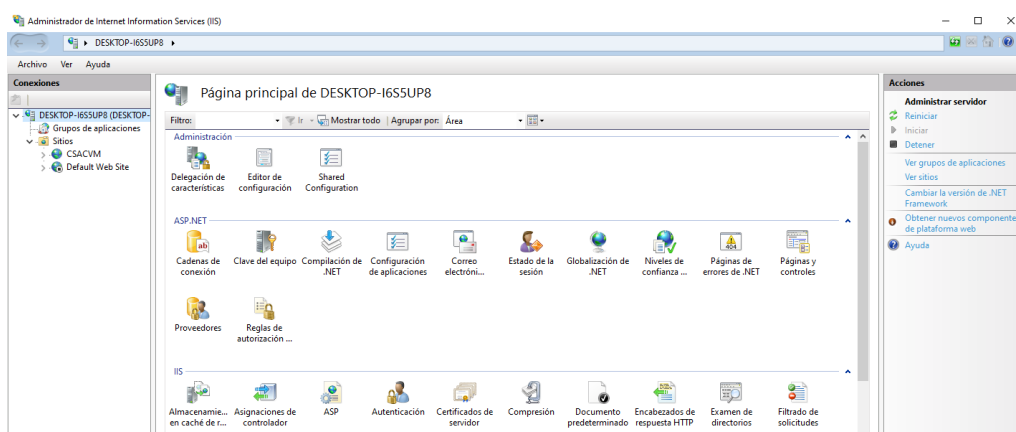 Administrador de Internet Information Services (IIS)
DESKTOP-I6S5UP8
Archivo Ver Ayuda
Conexiones
DESKTOP-I6S5UP8 (DESKTOP-
Grupos de aplicaciones
Sitios
CSACVM
Default Web Site
Página principal de DESKTOP-I6S5UP8
Filtro: Ir Mostrar todo Agrupar por: Área
Administración
Delegación de
características
Editor de
configuración
Shared
Configuration
ASP.NET
Cadenas de
conexión
Clave del equipo
Compilación de
.NET
Configuración
de aplicaciones
Correo
electróni...
Estado de la
sesión
Globalización de
.NET
Niveles de
confianza ...
Páginas de
errores de .NET
Páginas y
controles
Proveedores
Reglas de
autorización ...
IIS
Almacenamie...
en caché de r...
Asignaciones de
controlador
ASP
Autenticación
Certificados de
servidor
Compresión
Documento
predeterminado
Encabezados de
respuesta HTTP
Examen de
directorios
Filtrado de
solicitudes
Acciones
Administrar servidor
Reiniciar
Iniciar
Detener
Ver grupos de aplicaciones
Ver sitios
Cambiar la versión de .NET
Framework
Obtener nuevos componente
de plataforma web
Ayuda